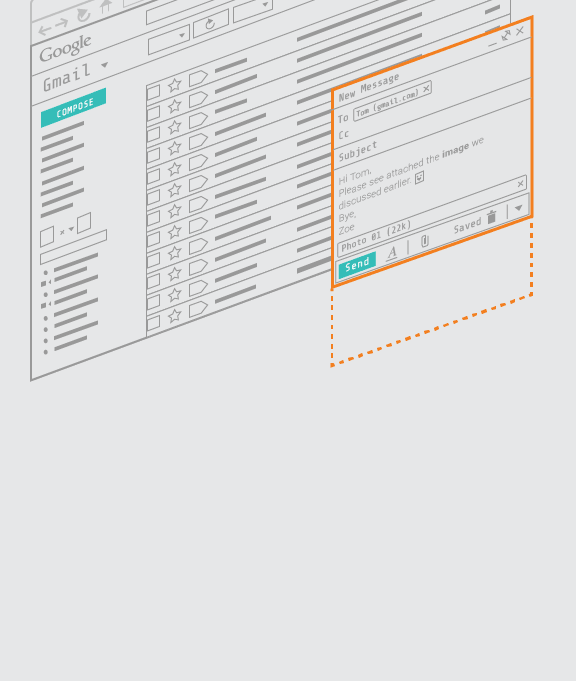 Google
Gmail
COMPOSE
New Message
To Tom (gmail.com)
Cc
Subject
Hi Tom,
Please see attached the image we
discussed earlier.
Bye,
Zoe
Photo 01 (22k)
Send A Saved